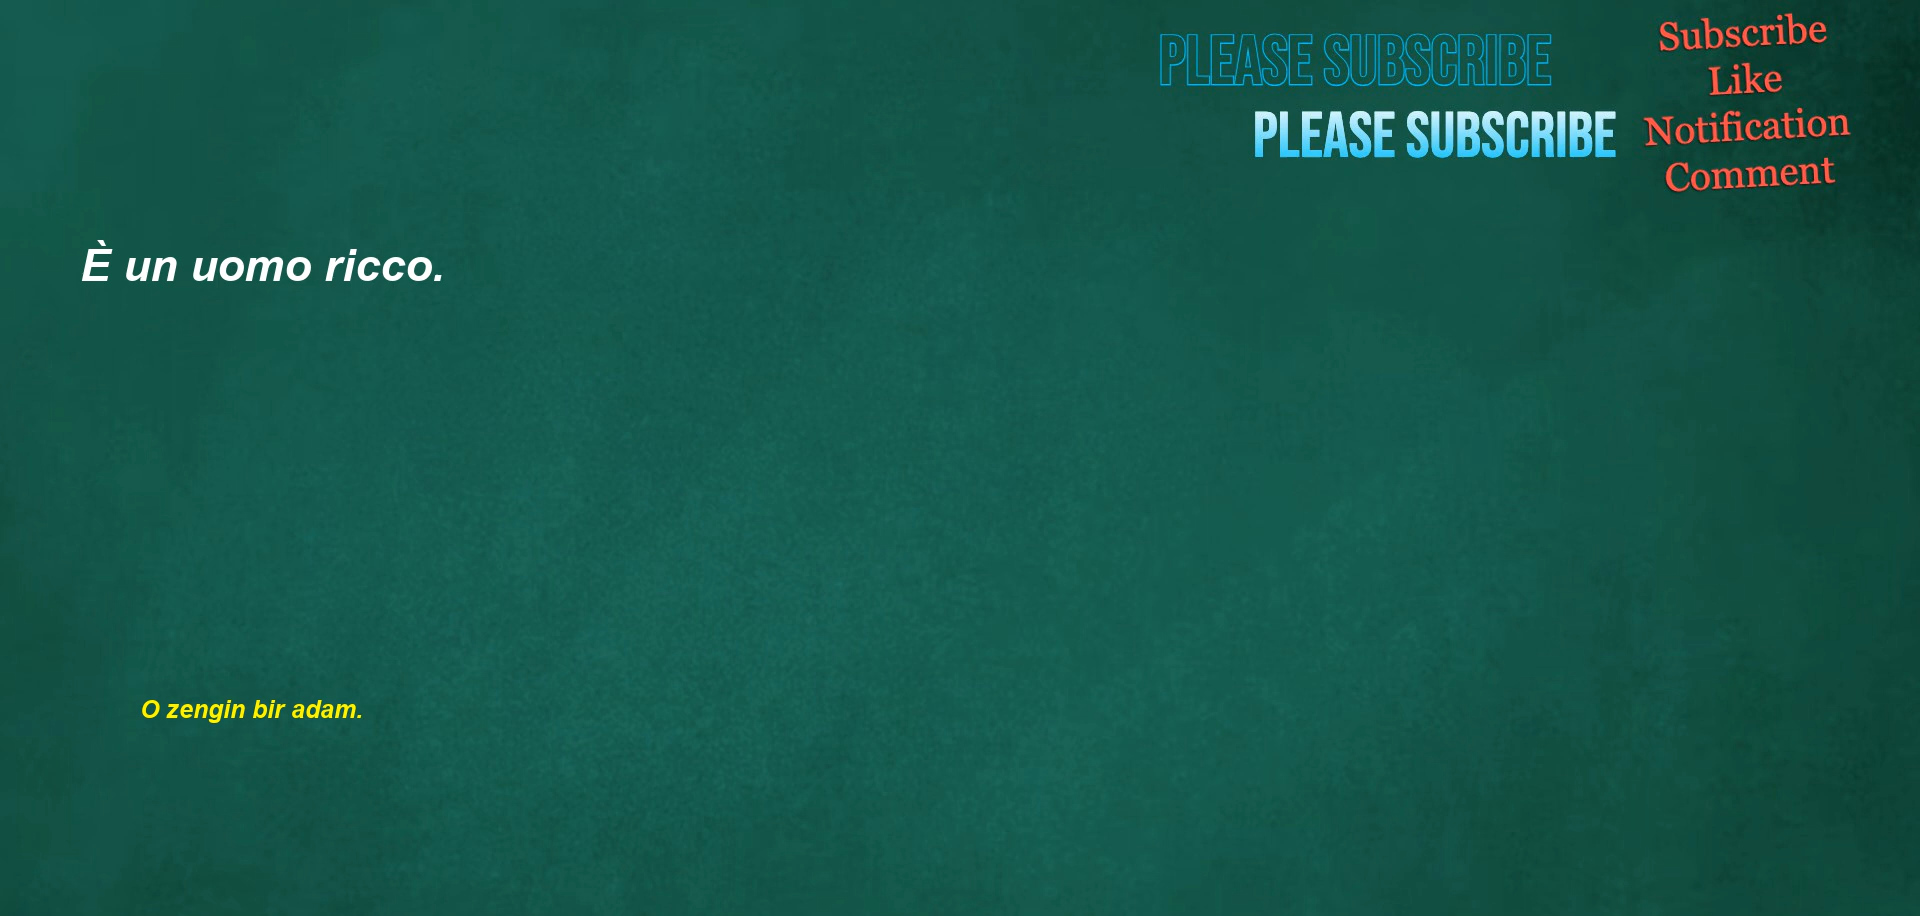 PLEASE SUBSCRIBE
PLEASE SUBSCRIBE
Subscribe
Like
Notification
Comment
È un uomo ricco.
O zengin bir adam.